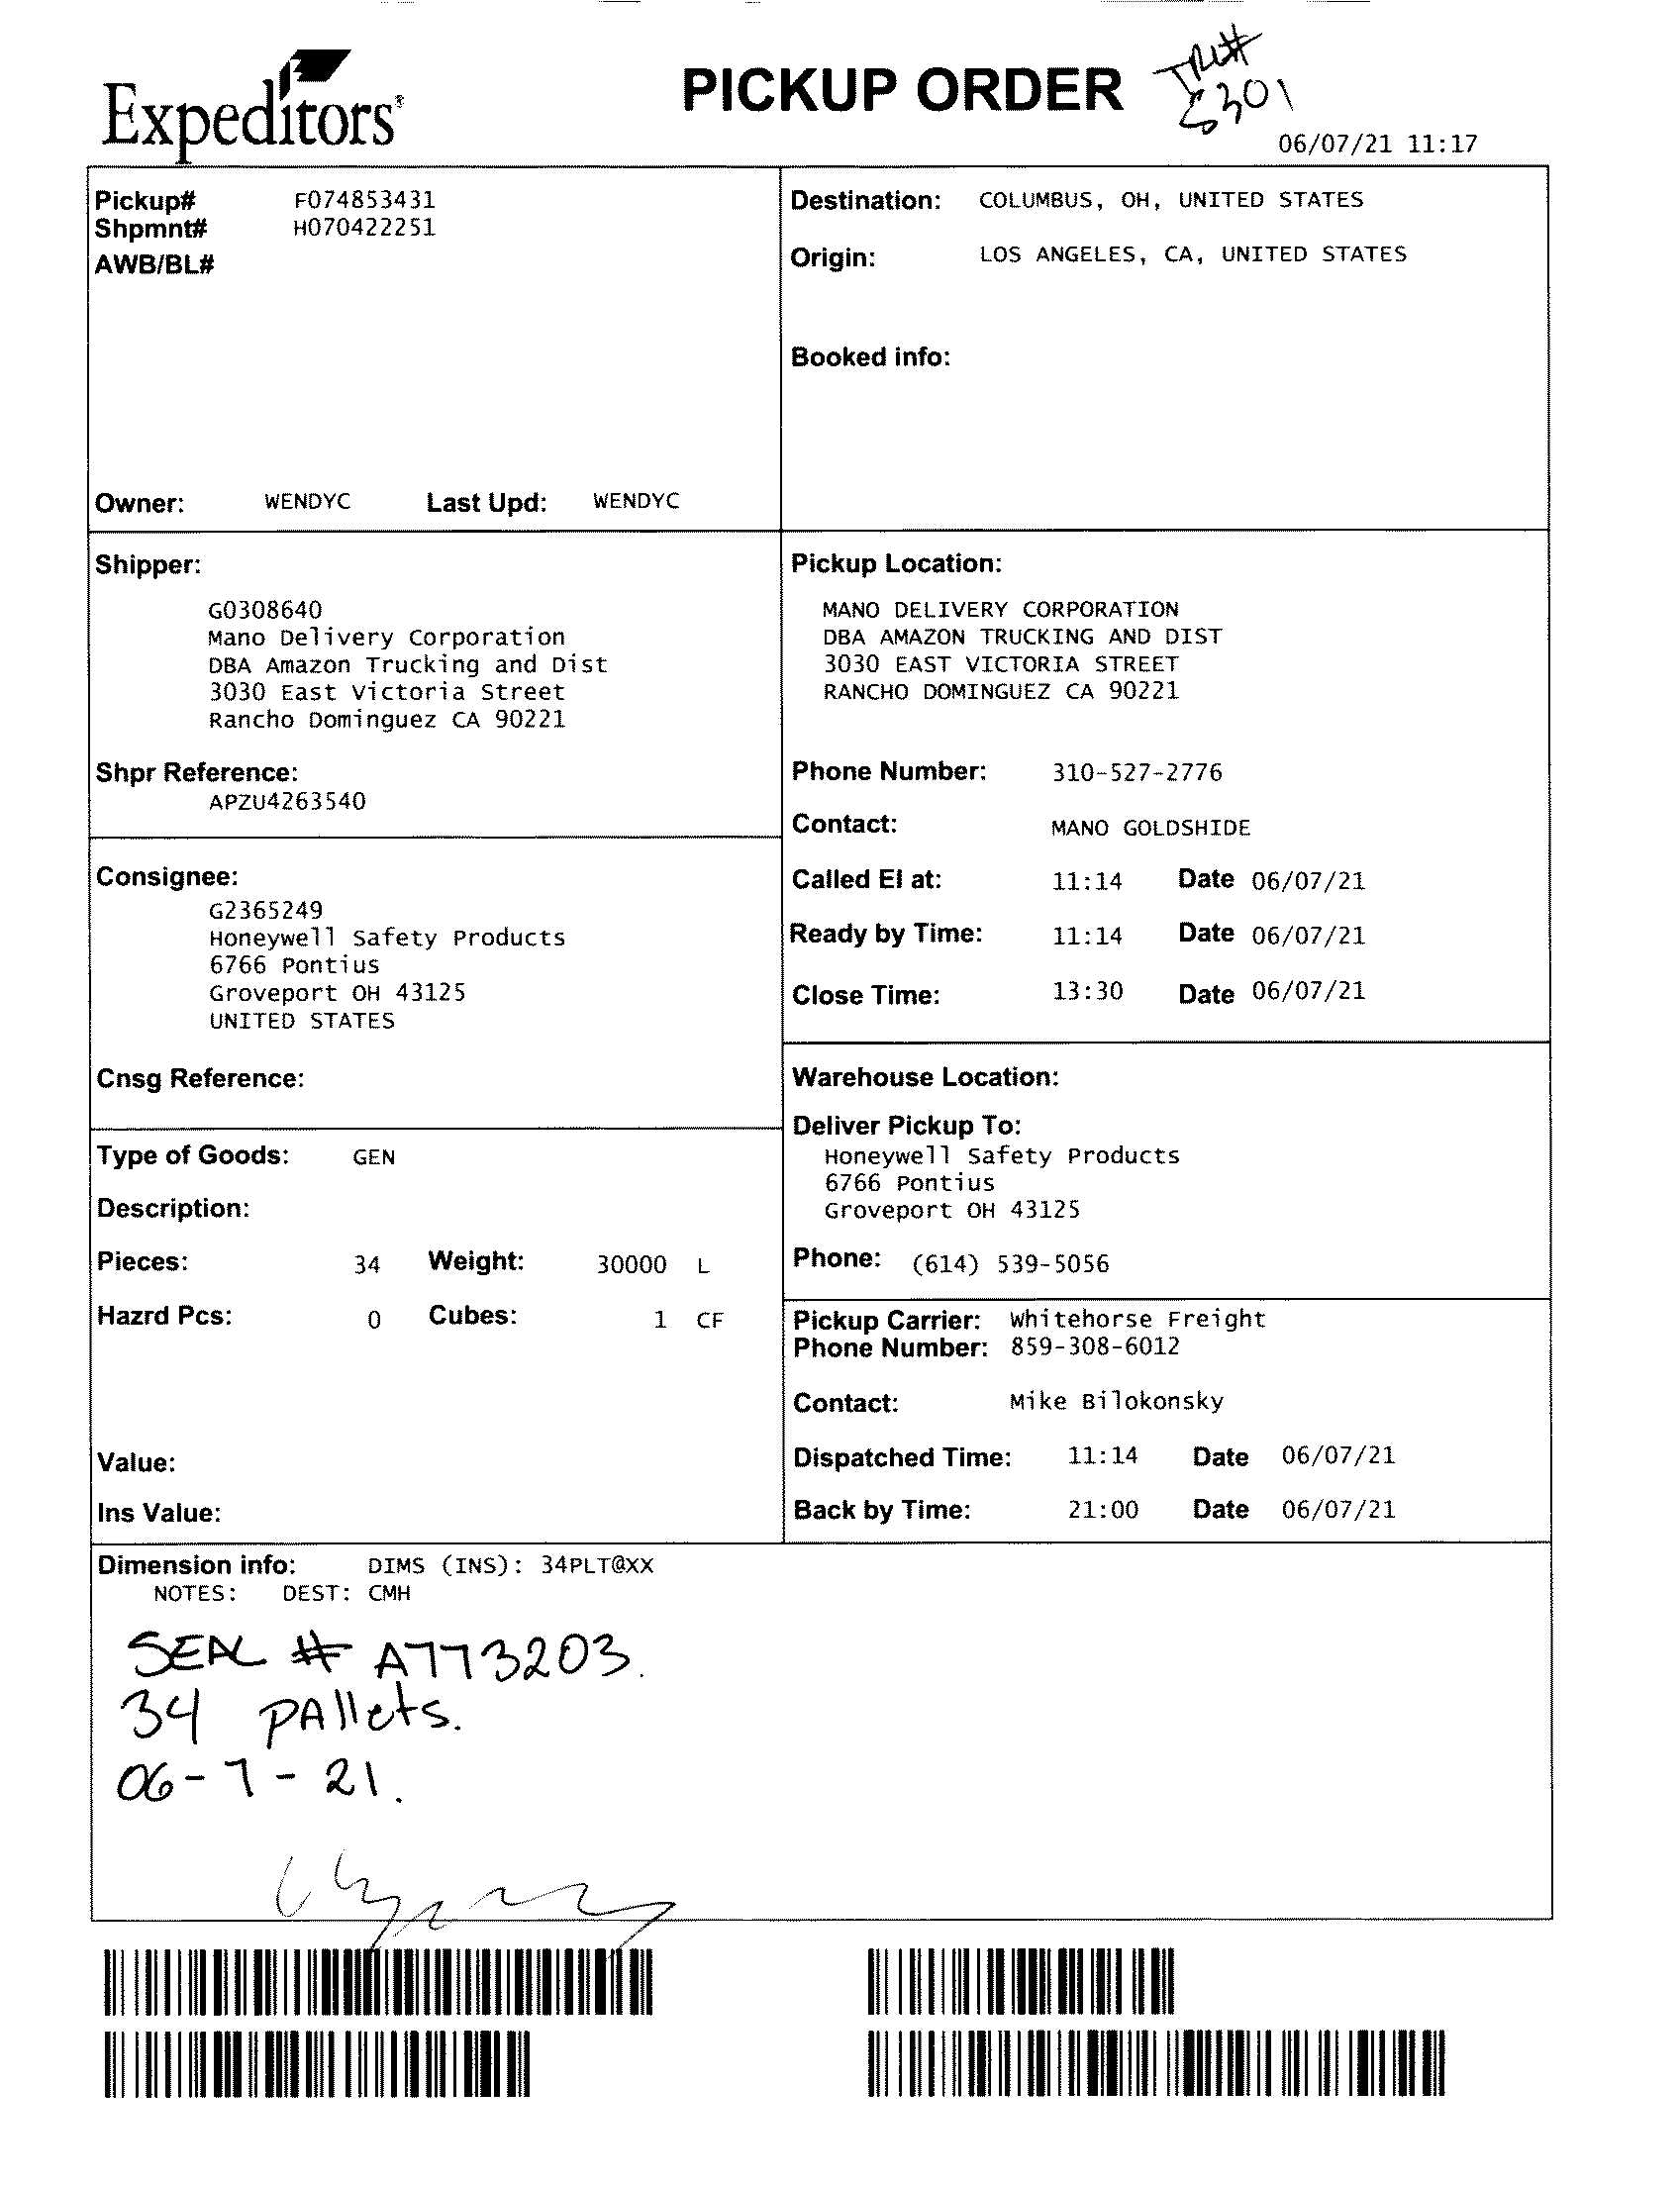 Expeditors®
PICKUP ORDER
TRL#
5301
06/07/21 11:17
Pickup# F074853431
Shpmnt# H070422251
AWB/BL#
Owner: WENDYC Last Upd: WENDYC
Destination: COLUMBUS, OH, UNITED STATES
Origin: LOS ANGELES, CA, UNITED STATES
Booked info:
Shipper:
G0308640
Mano Delivery Corporation
DBA Amazon Trucking and Dist
3030 East Victoria Street
Rancho Dominguez CA 90221
Shpr Reference:
APZU4263540
Pickup Location:
MANO DELIVERY CORPORATION
DBA AMAZON TRUCKING AND DIST
3030 EAST VICTORIA STREET
RANCHO DOMINGUEZ CA 90221
Phone Number: 310-527-2776
Contact: MANO GOLDSHIDE
Called EI at: 11:14 Date 06/07/21
Ready by Time: 11:14 Date 06/07/21
Close Time: 13:30 Date 06/07/21
Consignee:
G2365249
Honeywell Safety Products
6766 Pontius
Groveport OH 43125
UNITED STATES
Cnsg Reference:
Warehouse Location:
Deliver Pickup To:
Honeywell Safety Products
6766 Pontius
Groveport OH 43125
Phone: (614) 539-5056
Type of Goods: GEN
Description:
Pieces: 34 Weight: 30000 L
Hazrd Pcs: 0 Cubes: 1 CF
Value:
Ins Value:
Pickup Carrier: Whitehorse Freight
Phone Number: 859-308-6012
Contact: Mike Bilokonsky
Dispatched Time: 11:14 Date 06/07/21
Back by Time: 21:00 Date 06/07/21
Dimension info: DIMS (INS): 34PLT@XX
NOTES: DEST: CMH
SEAL # A773203.
34 PAllets.
06-7-21.